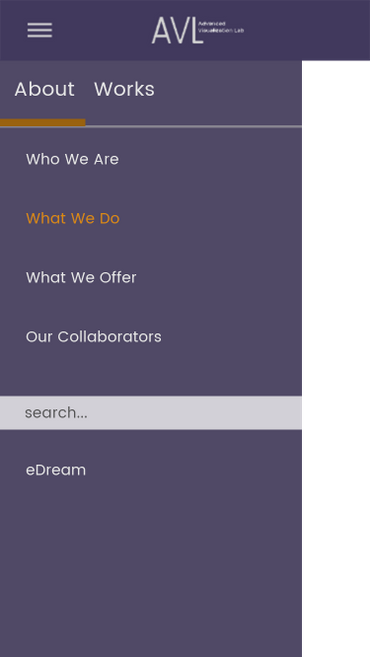 AVL Advanced
Visualization Lab
About Works
Who We Are
What We Do
What We Offer
Our Collaborators
search...
eDream